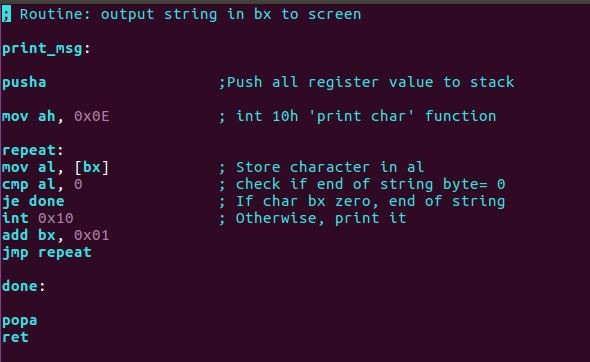 ; Routine: output string in bx to screen
print_msg:
pusha ;Push all register value to stack
mov ah, 0x0E ; int 10h 'print char' function
repeat:
mov al, [bx] ; Store character in al
cmp al, 0 ; check if end of string byte= 0
je done ; If char bx zero, end of string
int 0x10 ; Otherwise, print it
add bx, 0x01
jmp repeat
done:
popa
ret